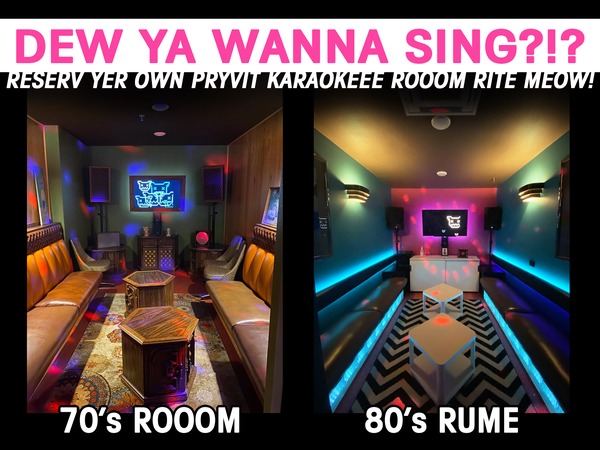 DEW YA WANNA SING?!?
RESERV YER OWN PRYVIT KARAOKEEE ROOOM RITE MEOW!
70's ROOOM
80's RUME